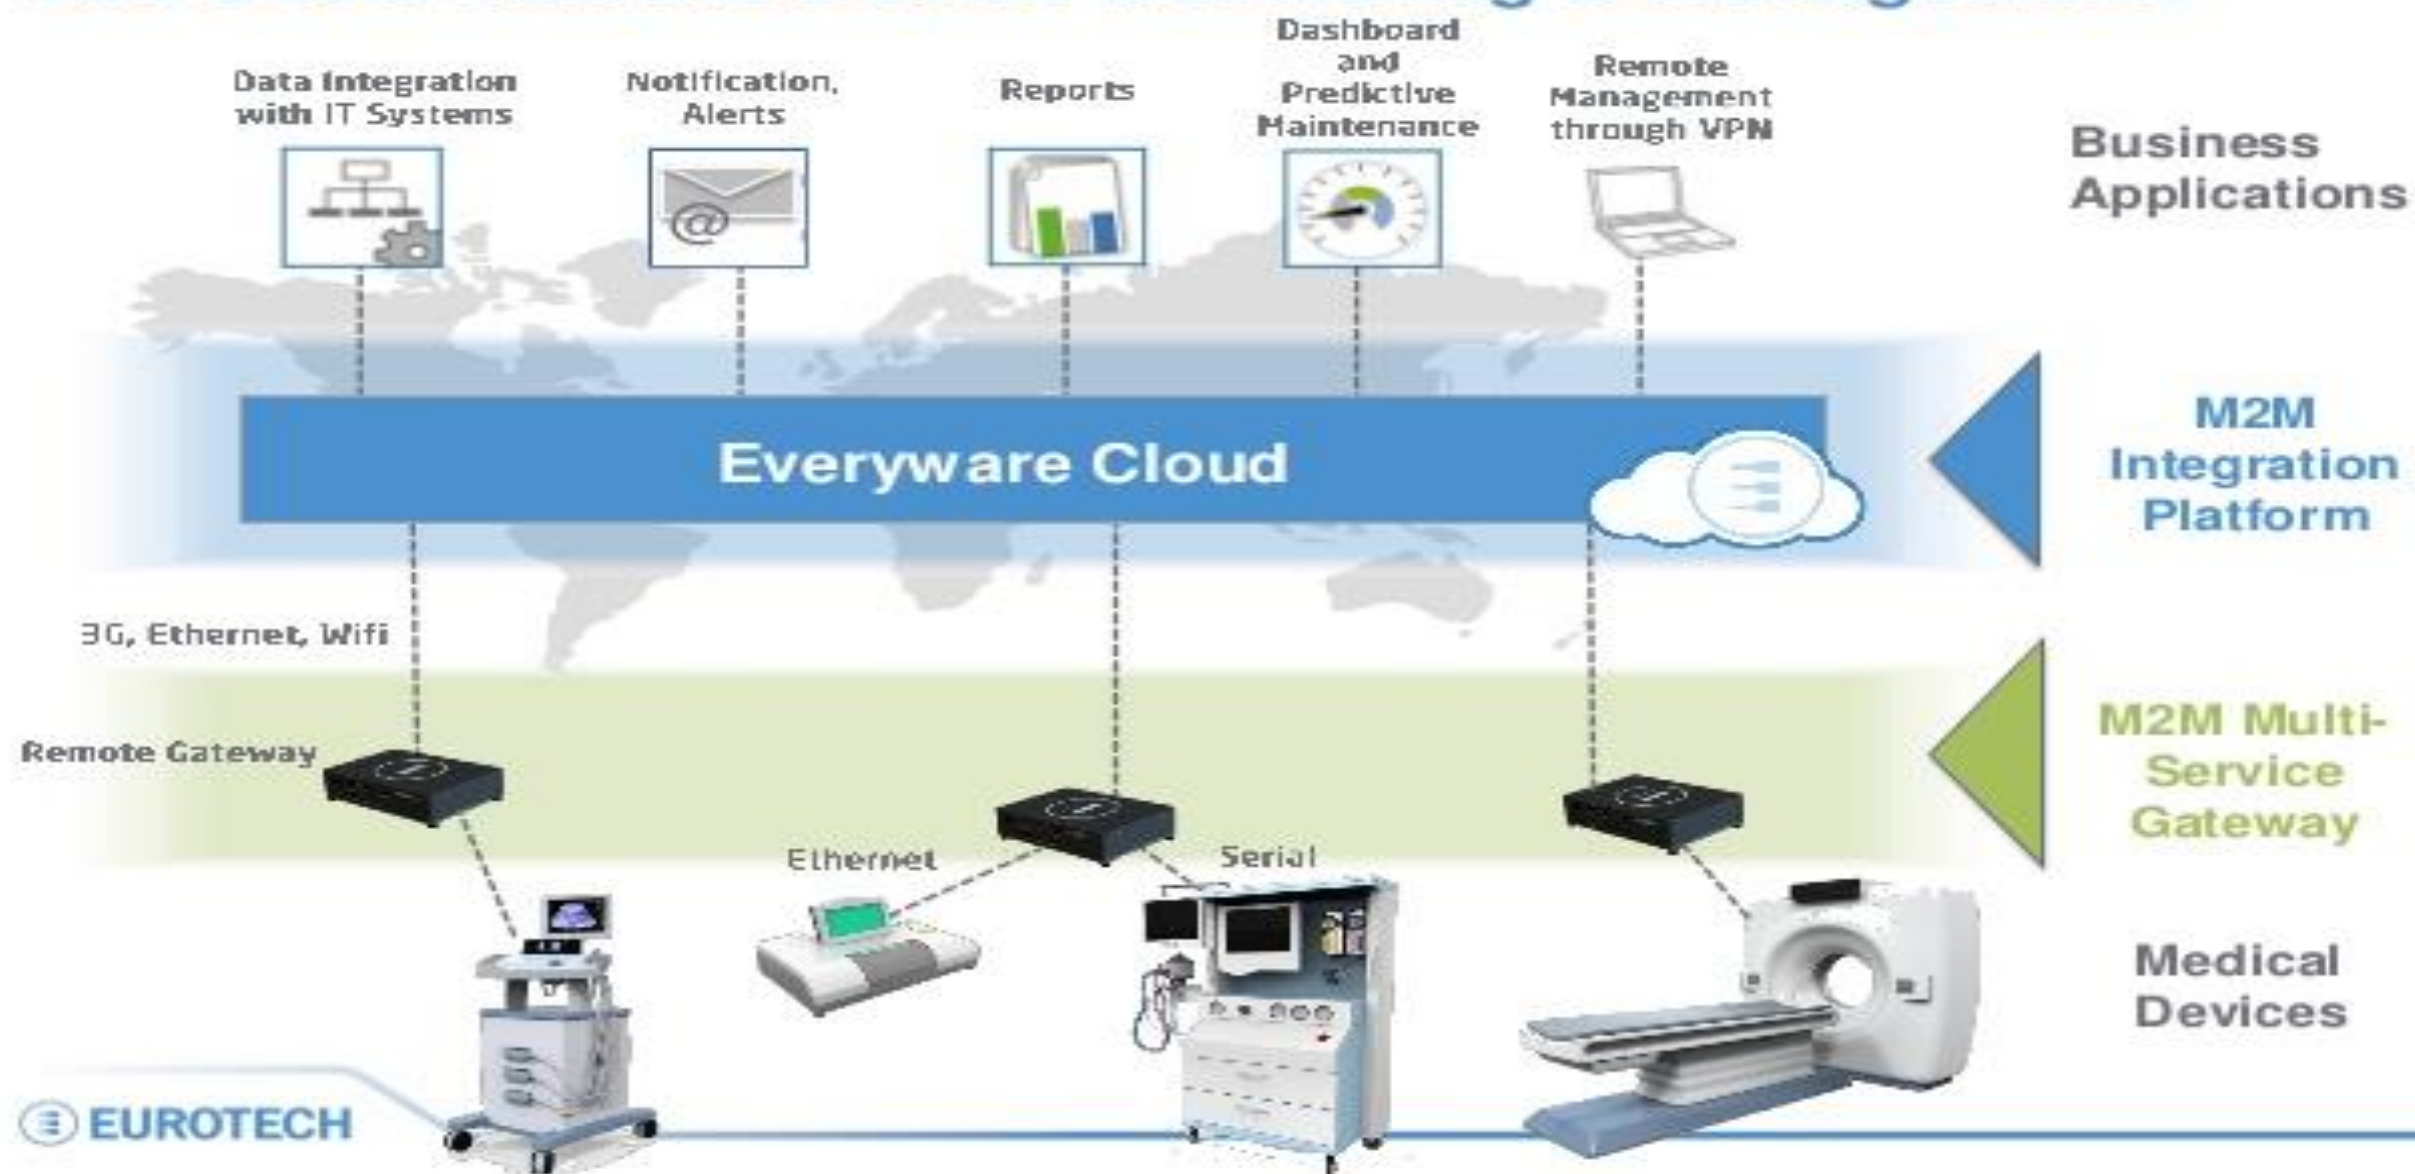 Data Integration
with IT Systems
Notification,
Alerts
Reports
Dashboard
and
Predictive
Maintenance
Remote
Management
through VPN
Business
Applications
Everyware Cloud
M2M
Integration
Platform
3G, Ethernet, Wifi
Remote Gateway
M2M Multi-
Service
Gateway
Ethernet
Serial
Medical
Devices
EUROTECH